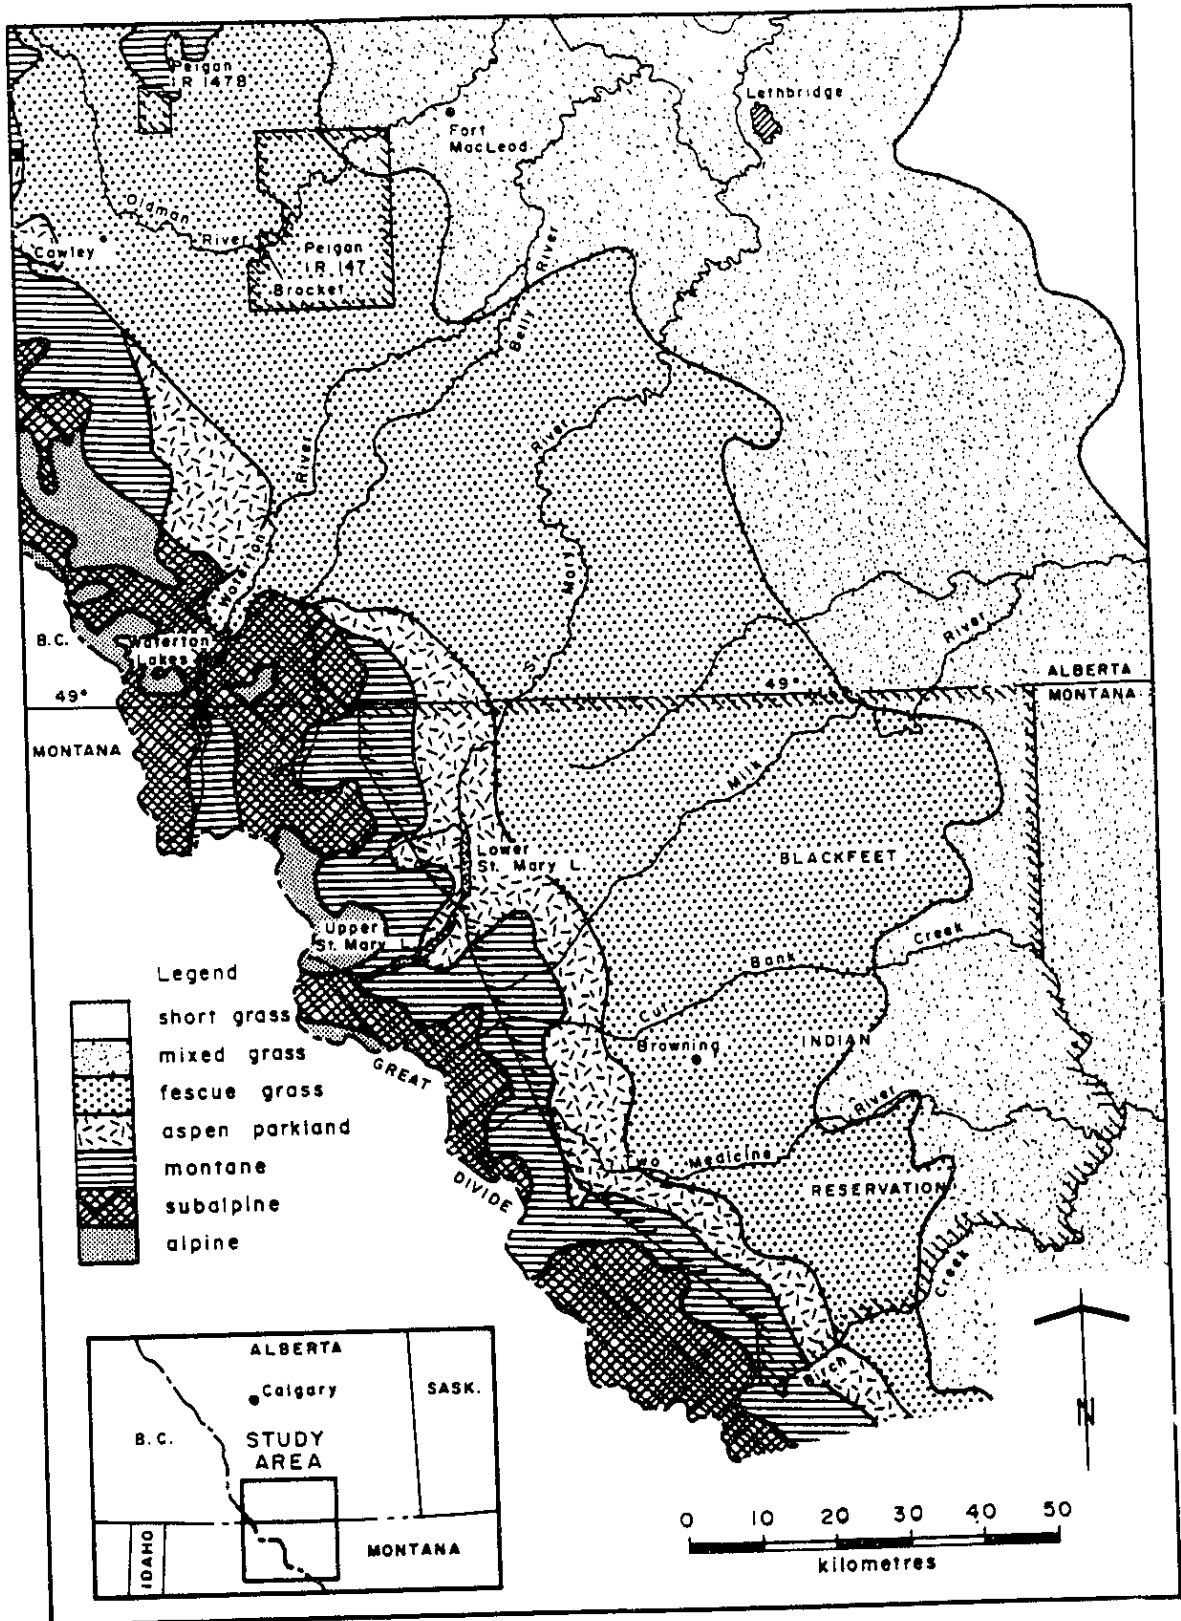 Peigan
I.R. 147B
Lethbridge
Fort
MacLeod
Oldman
River
Peigan
I.R. 147
Brocket
Cowley
River
Belly
River
River
Mary
St.
Waterton
River
B.C.
Waterton
Lakes
49°
49°
ALBERTA
MONTANA
MONTANA
Milk
Lower
St. Mary L.
BLACKFEET
Upper
St. Mary L.
Cut Bank Creek
Browning
INDIAN
GREAT
DIVIDE
Two Medicine River
RESERVATION
Creek
Birch
Legend
short grass
mixed grass
fescue grass
aspen parkland
montane
subalpine
alpine
ALBERTA
Calgary
SASK.
B.C.
STUDY
AREA
IDAHO
MONTANA
N
0 10 20 30 40 50
kilometres